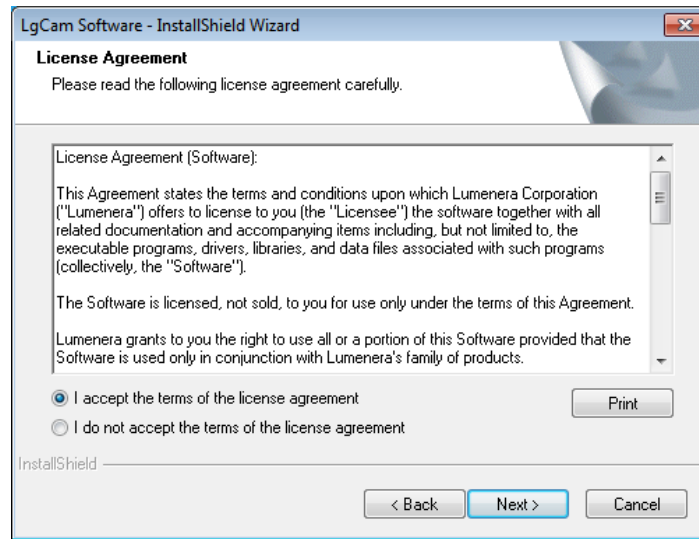 LgCam Software - InstallShield Wizard
License Agreement
Please read the following license agreement carefully.
License Agreement (Software):
This Agreement states the terms and conditions upon which Lumenera Corporation
("Lumenera") offers to license to you (the "Licensee") the software together with all
related documentation and accompanying items including, but not limited to, the
executable programs, drivers, libraries, and data files associated with such programs
(collectively, the "Software").
The Software is licensed, not sold, to you for use only under the terms of this Agreement.
Lumenera grants to you the right to use all or a portion of this Software provided that the
Software is used only in conjunction with Lumenera's family of products.
I accept the terms of the license agreement
Print
I do not accept the terms of the license agreement
InstallShield
< Back
Next >
Cancel